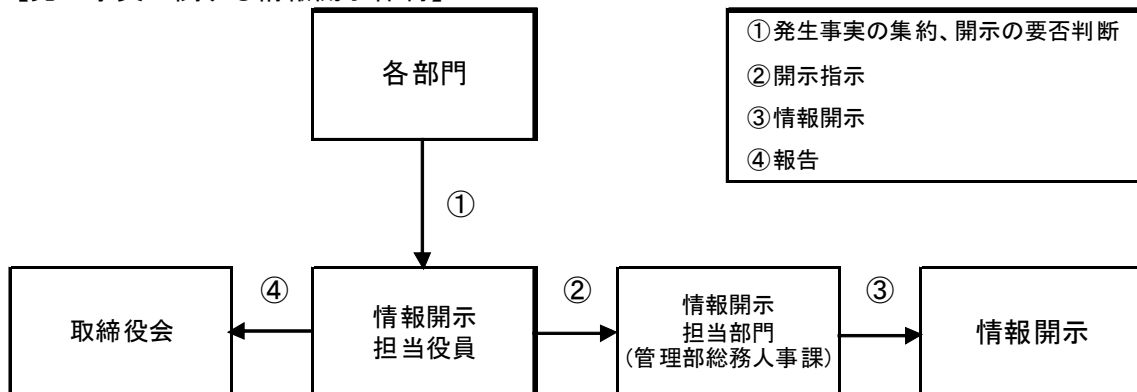 各部門
①発生事実の集約、開示の要否判断
②開示指示
③情報開示
④報告
①
④
②
③
取締役会
情報開示
担当役員
情報開示
担当部門
(管理部総務人事課)
情報開示